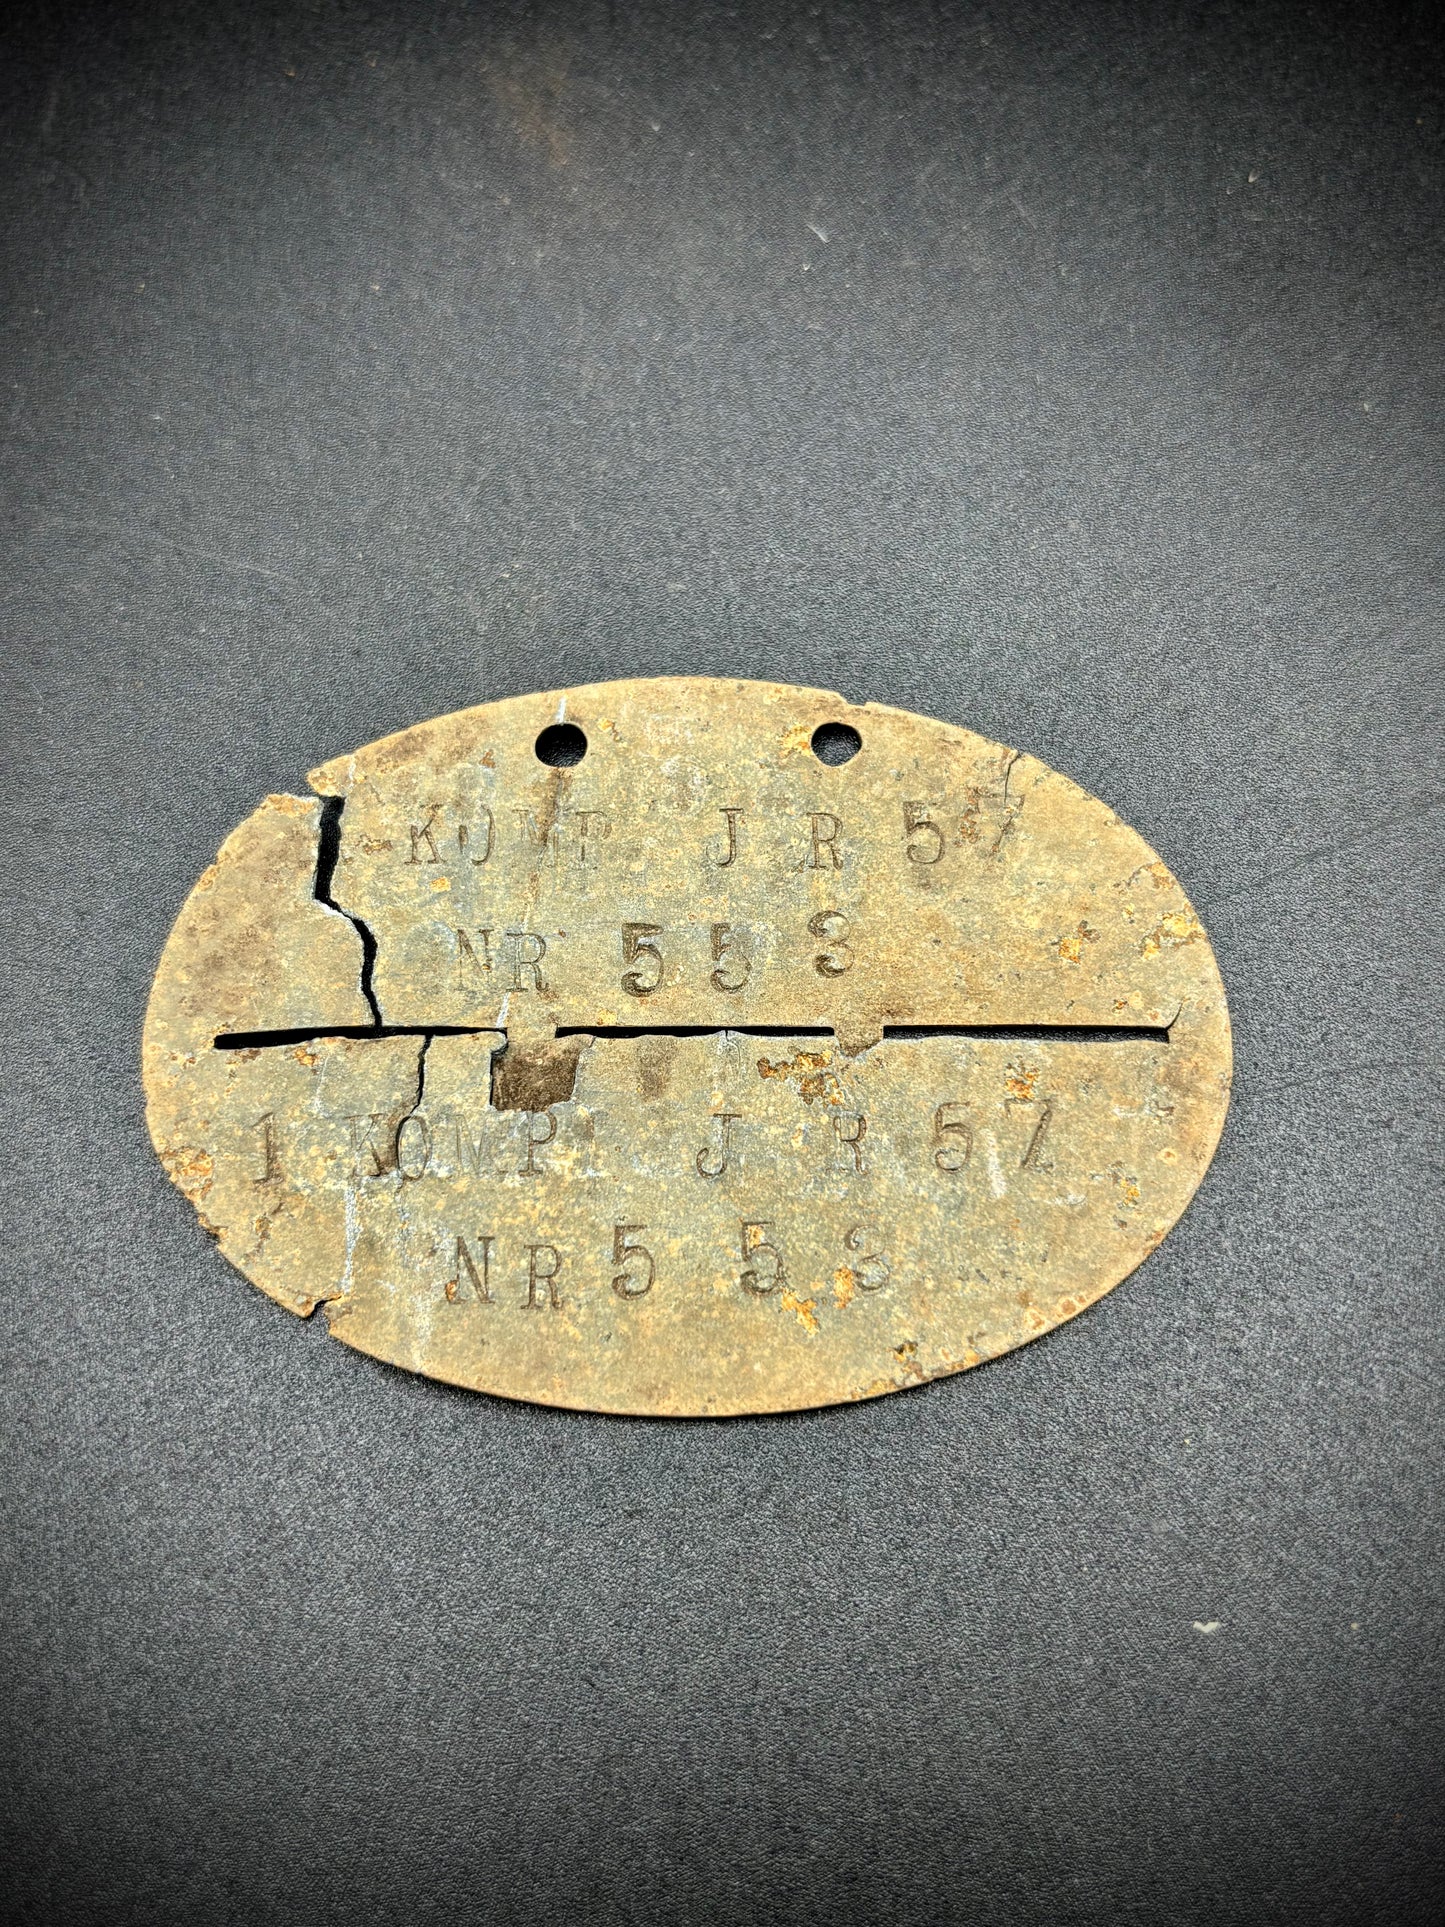 KOMP. J R 57
NR 553
1 KOMP. J R 57
NR 553